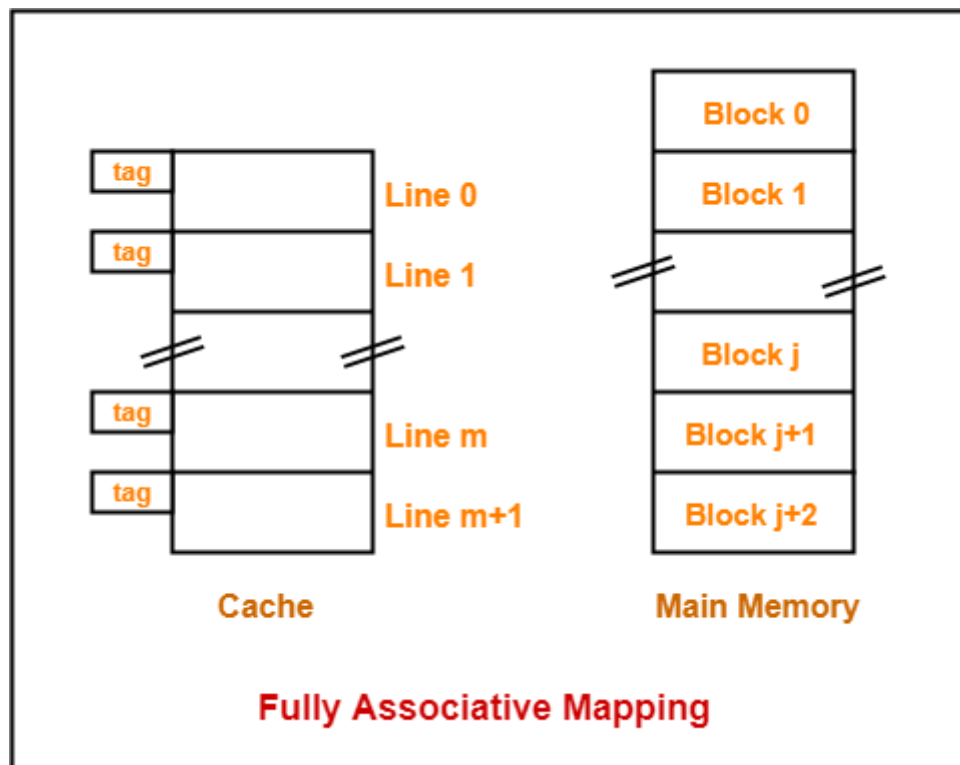 tag
Line 0
tag
Line 1
tag
Line m
tag
Line m+1
Cache
Block 0
Block 1
Block j
Block j+1
Block j+2
Main Memory
Fully Associative Mapping